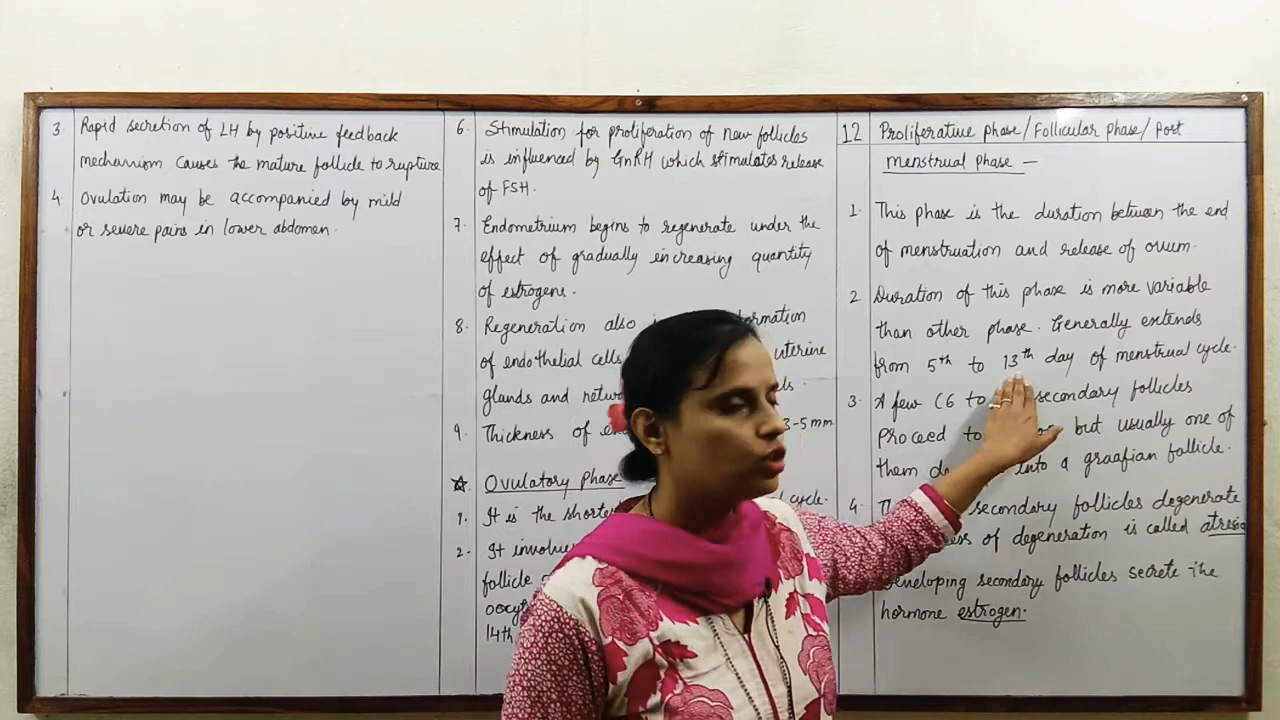 12 Proliferative phase/Follicular phase/Post
menstrual phase —
1. This phase is the duration between the end
of menstruation and release of ovum.
2 Duration of this phase is more variable
than other phase. Generally extends
from 5th to 13th day of menstrual cycle.
3. A few (6 to secondary follicles
proceed to but usually one of
them into a graafian follicle.
4. secondary follicles degenerate
of degeneration is called atresia
developing secondary follicles secrete the
hormone estrogen.
6. Stimulation for proliferation of new follicles
is influenced by GnRH which stimulates release
of FSH.
7. Endometrium begins to regenerate under the
effect of gradually increasing quantity
of estrogene.
8. Regeneration also formation
of endothelial cells uterine
glands and
9. Thickness of 3-5mm
☆ Ovulatory Phase
1. It is the cycle.
2. It
follicle
14th
3. Rapid secretion of LH by positive feedback
mechanism causes the mature follicle to rupture
4. Ovulation may be accompanied by mild
or severe pains in lower abdomen.